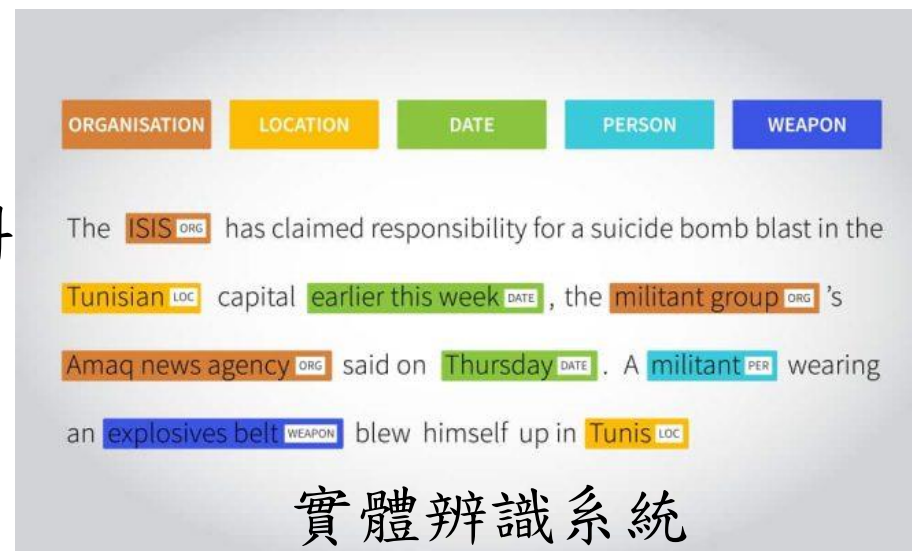 ORGANISATION LOCATION DATE PERSON WEAPON
The ISIS ORG has claimed responsibility for a suicide bomb blast in the
Tunisian LOC capital earlier this week DATE , the militant group ORG 's
Amaq news agency ORG said on Thursday DATE . A militant PER wearing
an explosives belt WEAPON blew himself up in Tunis LOC
實體辨識系統